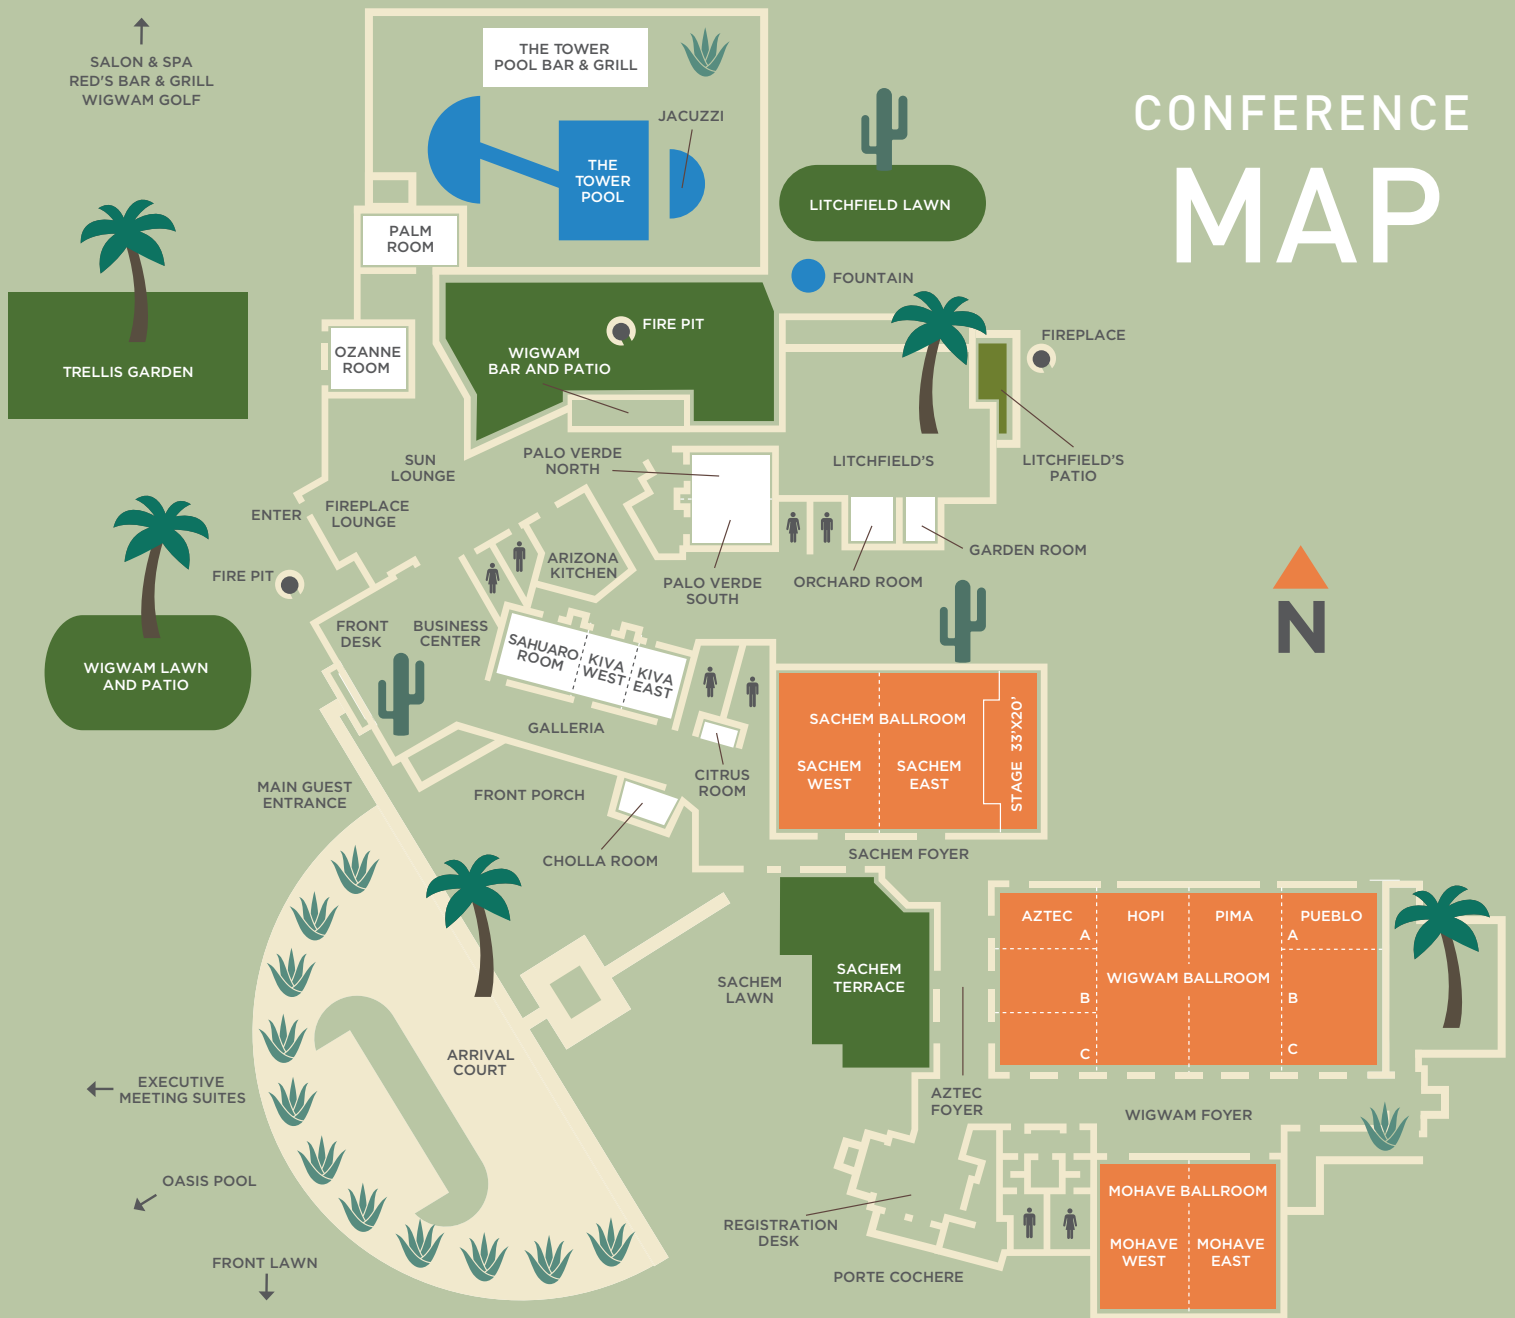 SALON & SPA
RED'S BAR & GRILL
WIGWAM GOLF
THE TOWER
POOL BAR & GRILL
JACUZZI
THE
TOWER
POOL
PALM
ROOM
LITCHFIELD LAWN
CONFERENCE
MAP
FOUNTAIN
FIRE PIT
WIGWAM
BAR AND PATIO
FIREPLACE
OZANNE
ROOM
TRELLIS GARDEN
SUN
LOUNGE
PALO VERDE
NORTH
LITCHFIELD'S
LITCHFIELD'S
PATIO
ENTER
FIREPLACE
LOUNGE
ARIZONA
KITCHEN
PALO VERDE
SOUTH
ORCHARD ROOM
GARDEN ROOM
FIRE PIT
N
FRONT
DESK
BUSINESS
CENTER
WIGWAM LAWN
AND PATIO
SAHUARO
ROOM
KIVA
WEST
KIVA
EAST
GALLERIA
CITRUS
ROOM
SACHEM BALLROOM
SACHEM
WEST
SACHEM
EAST
STAGE 33'X20'
MAIN GUEST
ENTRANCE
FRONT PORCH
CHOLLA ROOM
SACHEM FOYER
AZTEC
A
B
C
HOPI
PIMA
PUEBLO
A
B
C
WIGWAM BALLROOM
SACHEM
LAWN
SACHEM
TERRACE
ARRIVAL
COURT
AZTEC
FOYER
WIGWAM FOYER
EXECUTIVE
MEETING SUITES
OASIS POOL
REGISTRATION
DESK
MOHAVE BALLROOM
MOHAVE
WEST
MOHAVE
EAST
FRONT LAWN
PORTE COCHERE